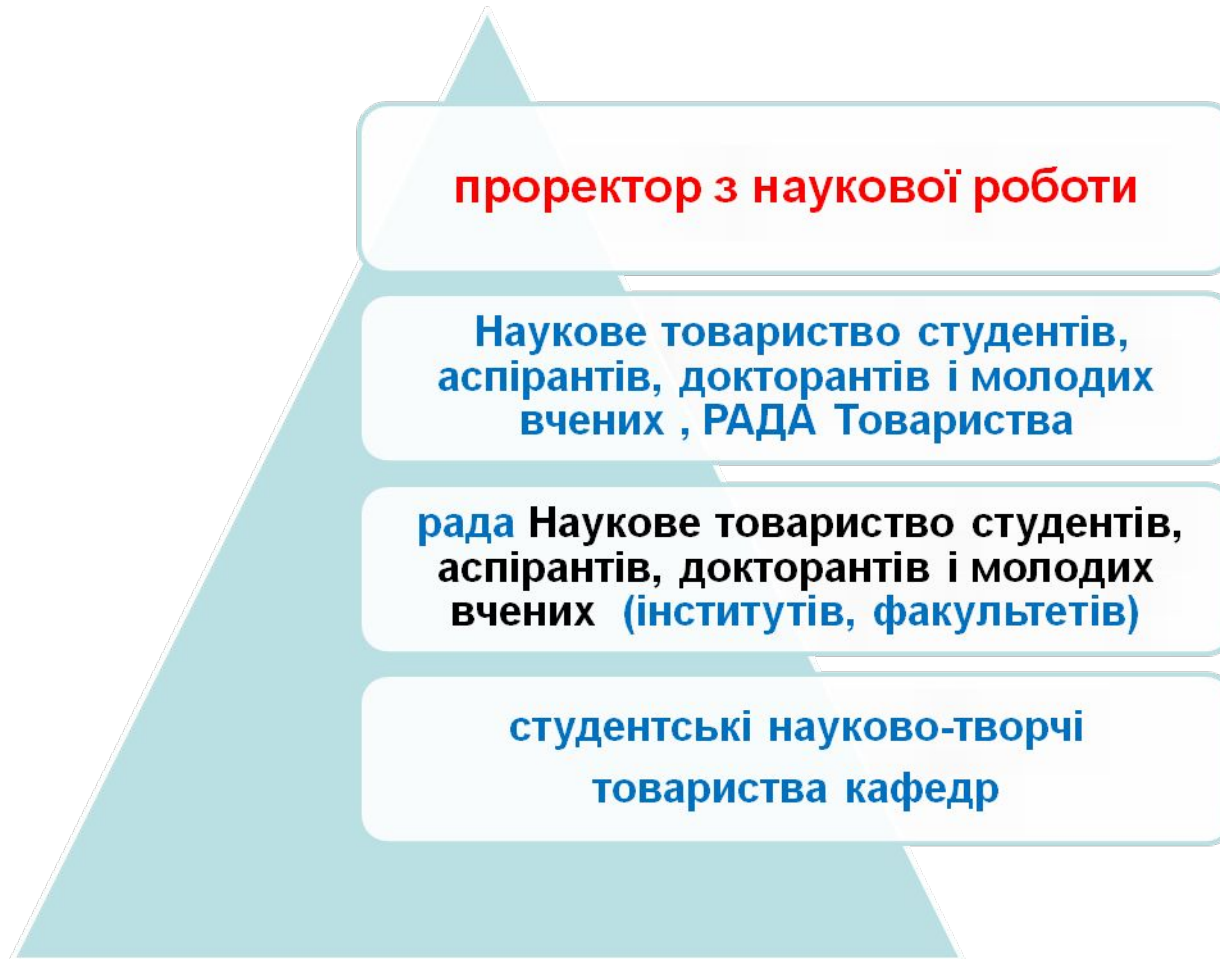 проректор з наукової роботи
Наукове товариство студентів,
аспірантів, докторантів і молодих
вчених , РАДА Товариства
рада Наукове товариство студентів,
аспірантів, докторантів і молодих
вчених (інститутів, факультетів)
студентські науково-творчі
товариства кафедр